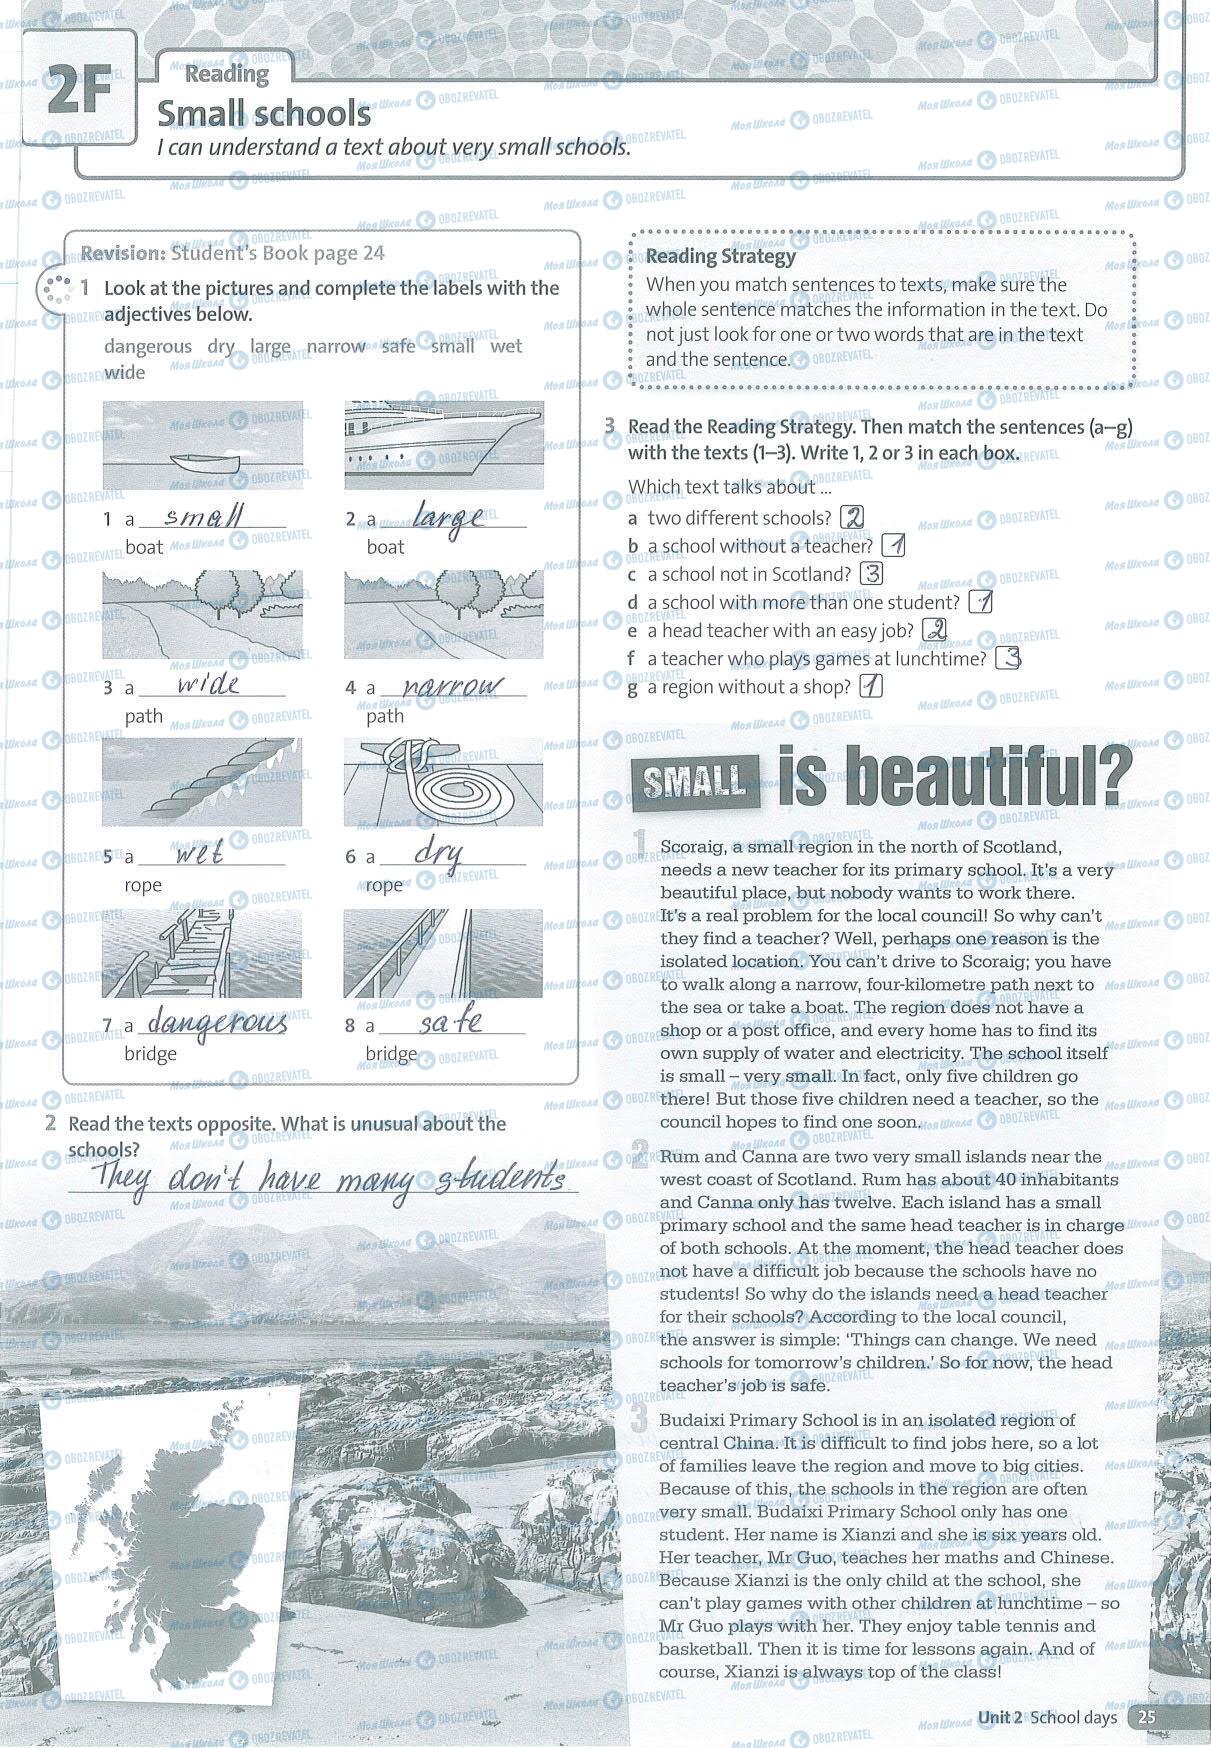 2F
Reading
Small schools
I can understand a text about very small schools.
Revision: Student's Book page 24
1 Look at the pictures and complete the labels with the
adjectives below.
dangerous dry large narrow safe small wet
wide
1 a small
boat
2 a large
boat
3 a wide
path
4 a narrow
path
5 a wet
rope
6 a dry
rope
7 a dangerous
bridge
8 a safe
bridge
2 Read the texts opposite. What is unusual about the
schools?
They don't have many students
Reading Strategy
When you match sentences to texts, make sure the
whole sentence matches the information in the text. Do
not just look for one or two words that are in the text
and the sentence.
3 Read the Reading Strategy. Then match the sentences (a–g)
with the texts (1–3). Write 1, 2 or 3 in each box.
Which text talks about ...
a two different schools? 2
b a school without a teacher? 1
c a school not in Scotland? 3
d a school with more than one student? 1
e a head teacher with an easy job? 2
f a teacher who plays games at lunchtime? 3
g a region without a shop? 1
SMALL is beautiful?
1 Scoraig, a small region in the north of Scotland,
needs a new teacher for its primary school. It's a very
beautiful place, but nobody wants to work there.
It's a real problem for the local council! So why can't
they find a teacher? Well, perhaps one reason is the
isolated location. You can't drive to Scoraig; you have
to walk along a narrow, four-kilometre path next to
the sea or take a boat. The region does not have a
shop or a post office, and every home has to find its
own supply of water and electricity. The school itself
is small – very small. In fact, only five children go
there! But those five children need a teacher, so the
council hopes to find one soon.
2 Rum and Canna are two very small islands near the
west coast of Scotland. Rum has about 40 inhabitants
and Canna only has twelve. Each island has a small
primary school and the same head teacher is in charge
of both schools. At the moment, the head teacher does
not have a difficult job because the schools have no
students! So why do the islands need a head teacher
for their schools? According to the local council,
the answer is simple: 'Things can change. We need
schools for tomorrow's children.' So for now, the head
teacher's job is safe.
3 Budaixi Primary School is in an isolated region of
central China. It is difficult to find jobs here, so a lot
of families leave the region and move to big cities.
Because of this, the schools in the region are often
very small. Budaixi Primary School only has one
student. Her name is Xianzi and she is six years old.
Her teacher, Mr Guo, teaches her maths and Chinese.
Because Xianzi is the only child at the school, she
can't play games with other children at lunchtime – so
Mr Guo plays with her. They enjoy table tennis and
basketball. Then it is time for lessons again. And of
course, Xianzi is always top of the class!
Unit 2 School days 25
МояШкола OBOZREVATEL